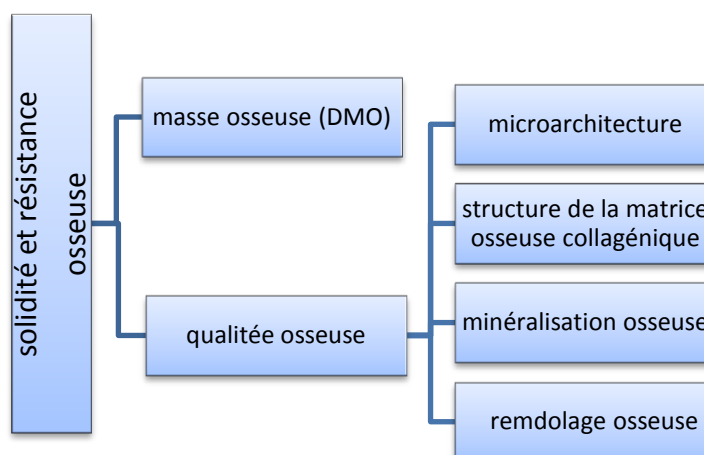 solidité et résistance
osseuse
masse osseuse (DMO)
qualitée osseuse
microarchitecture
structure de la matrice
osseuse collagénique
minéralisation osseuse
remdolage osseuse